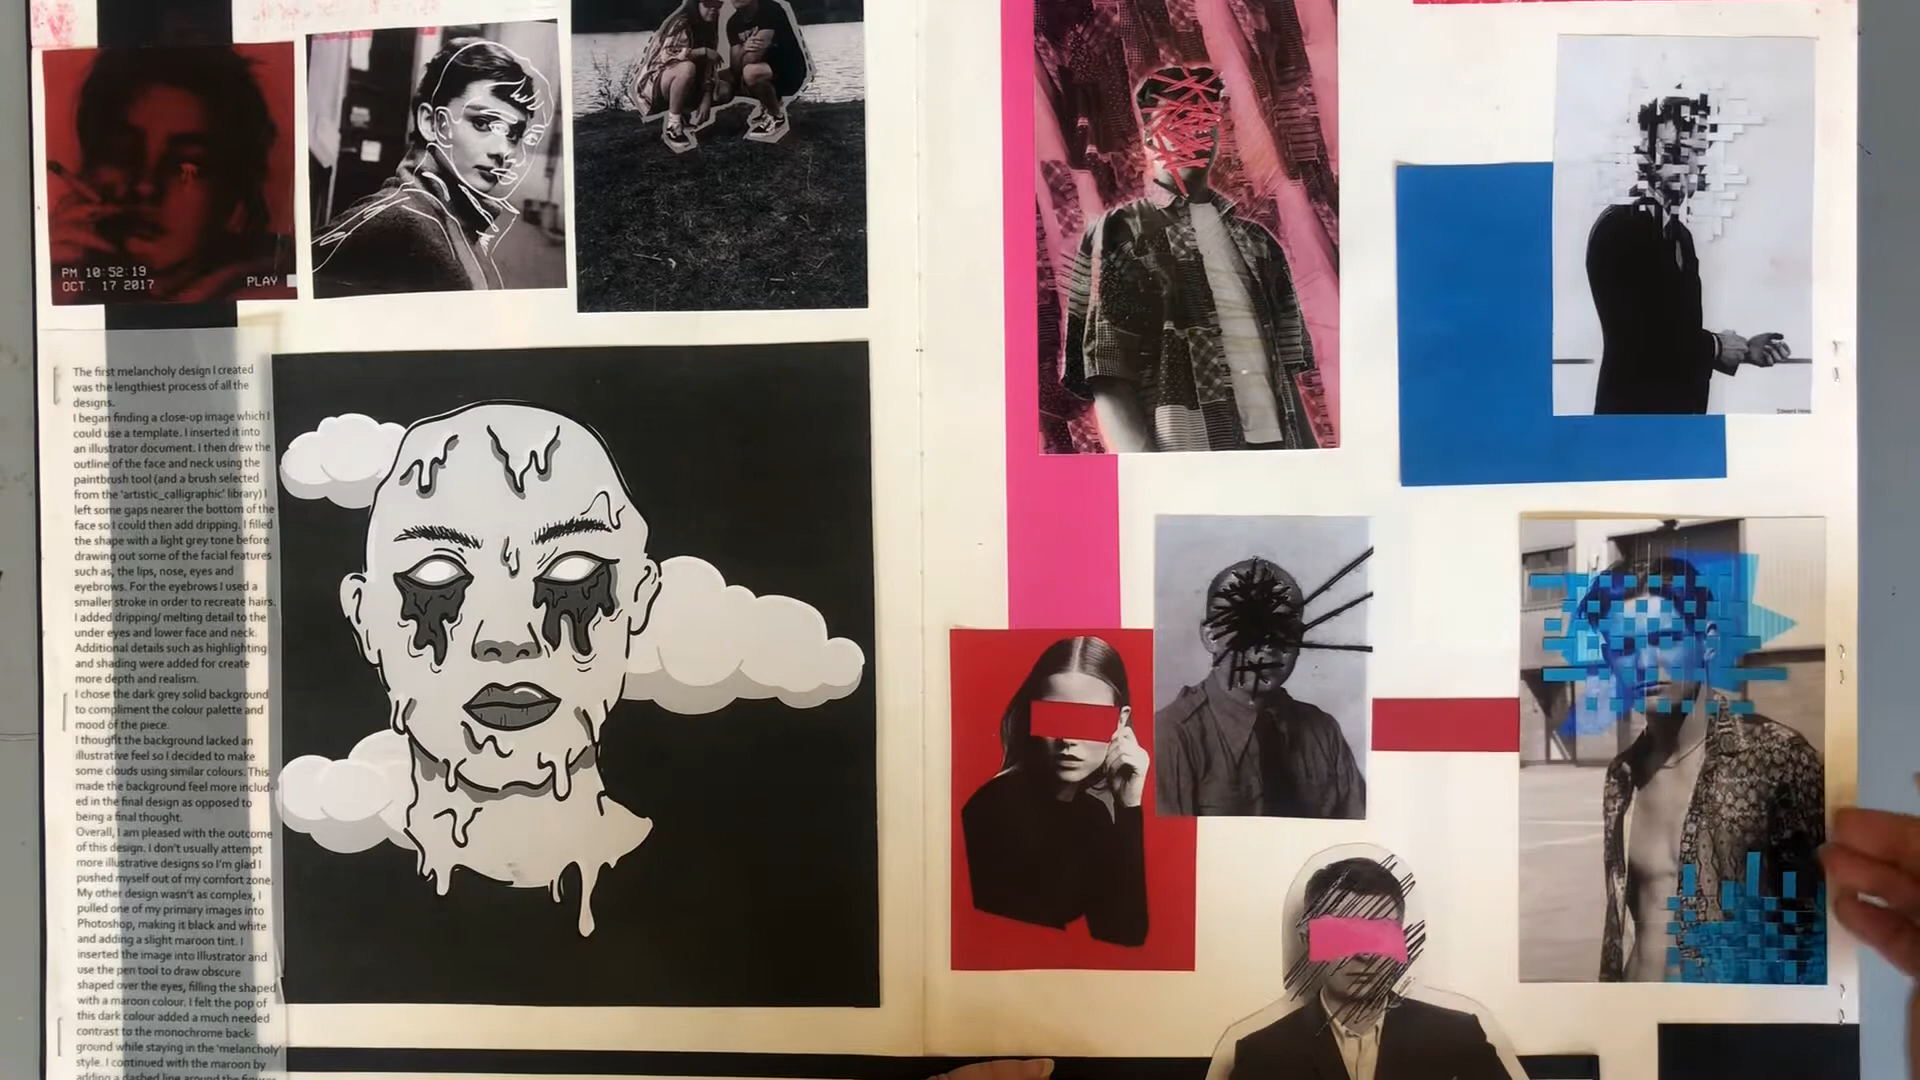 PM 10:52:19
OCT. 17 2017
PLAY
The first melancholy design I created
was the lengthiest process of all the
designs.
I began finding a close-up image which I
could use a template. I inserted it into
an illustrator document. I then drew the
outline of the face and neck using the
paintbrush tool (and a brush selected
from the 'artistic_calligraphic' library) I
left some gaps nearer the bottom of the
face so I could then add dripping. I filled
the shape with a light grey tone before
drawing out some of the facial features
such as, the lips, nose, eyes and
eyebrows. For the eyebrows I used a
smaller stroke in order to recreate hairs.
I added dripping/ melting detail to the
under eyes and lower face and neck.
Additional details such as highlighting
and shading were added for create
more depth and realism.
I chose the dark grey solid background
to compliment the colour palette and
mood of the piece.
I thought the background lacked an
illustrative feel so I decided to make
some clouds using similar colours. This
made the background feel more includ-
ed in the final design as opposed to
being a final thought.
Overall, I am pleased with the outcome
of this design. I don't usually attempt
more illustrative designs so I'm glad I
pushed myself out of my comfort zone.
My other design wasn't as complex, I
pulled one of my primary images into
Photoshop, making it black and white
and adding a slight maroon tint. I
inserted the image into Illustrator and
use the pen tool to draw obscure
shaped over the eyes, filling the shaped
with a maroon colour. I felt the pop of
this dark colour added a much needed
contrast to the monochrome back-
ground while staying in the 'melancholy'
style. I continued with the maroon by
adding a dashed line around the figures